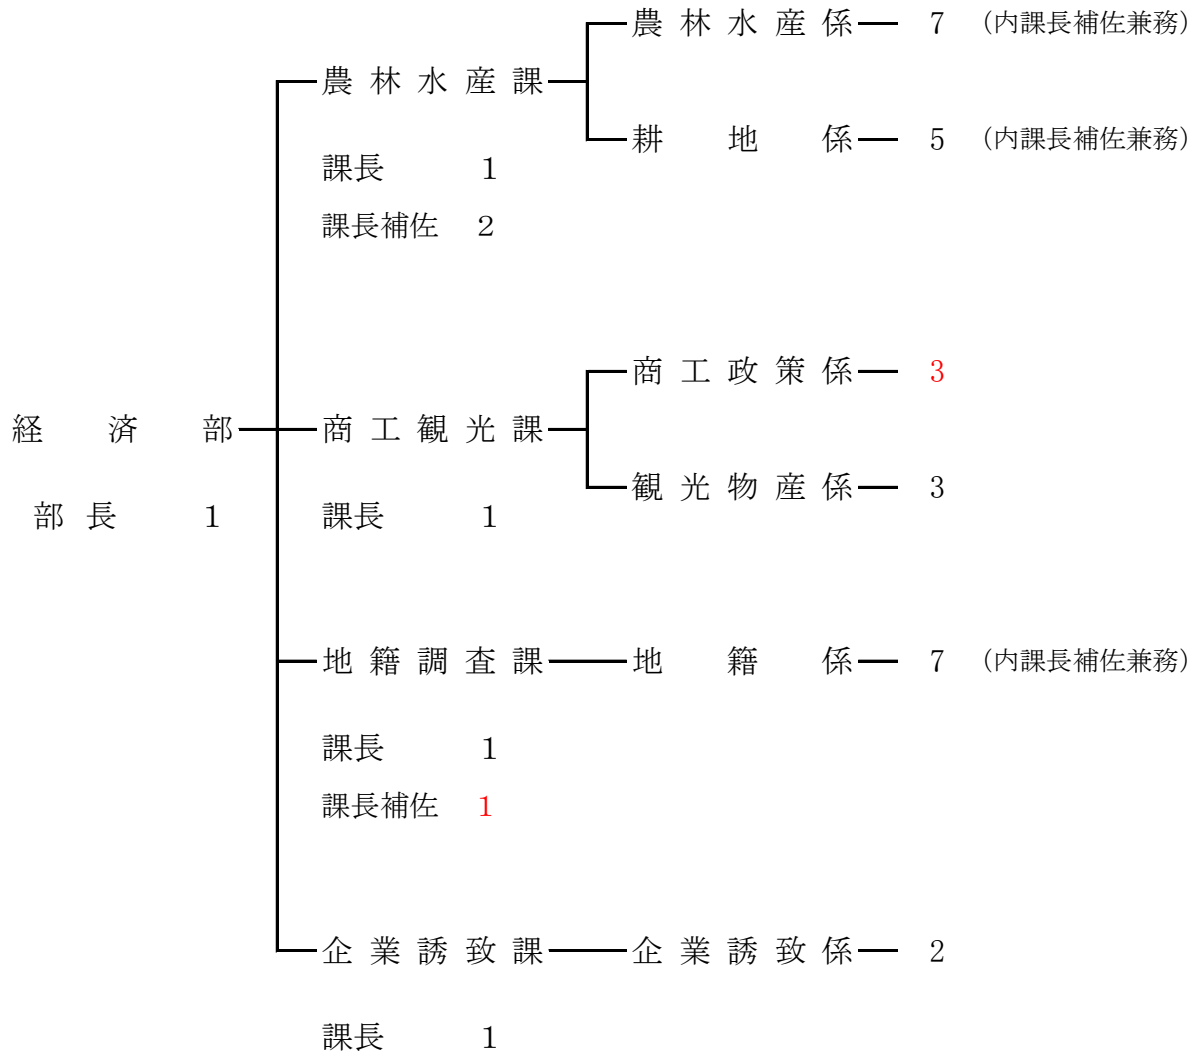 農林水産係 7 (内課長補佐兼務)
農林水産課
耕地係 5 (内課長補佐兼務)
課長 1
課長補佐 2
商工政策係 3
経済部 商工観光課
観光物産係 3
部長 1 課長 1
地籍調査課 地籍係 7 (内課長補佐兼務)
課長 1
課長補佐 1
企業誘致課 企業誘致係 2
課長 1